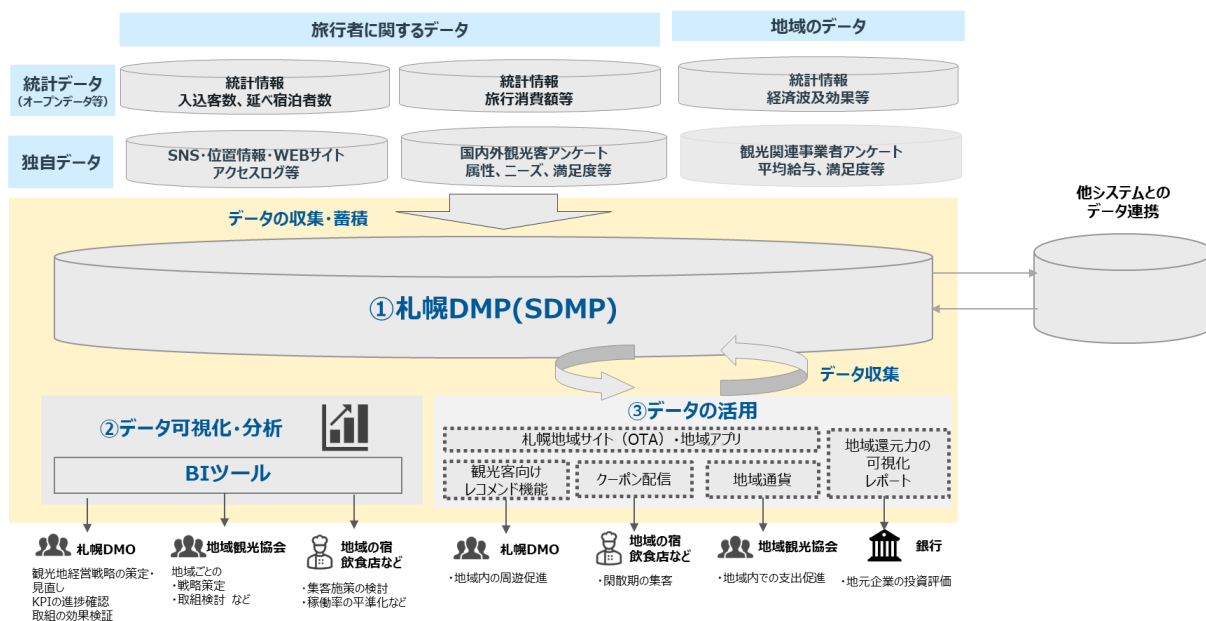 旅行者に関するデータ
地域のデータ
統計データ
(オープンデータ等)
統計情報
入込客数、延べ宿泊者数
統計情報
旅行消費額等
統計情報
経済波及効果等
独自データ
SNS・位置情報・WEBサイト
アクセスログ等
国内外観光客アンケート
属性、ニーズ、満足度等
観光関連事業者アンケート
平均給与、満足度等
データの収集・蓄積
他システムとの
データ連携
①札幌DMP(SDMP)
データ収集
②データ可視化・分析
BIツール
③データの活用
札幌地域サイト（OTA）・地域アプリ
観光客向け
レコメンド機能
クーポン配信
地域通貨
地域還元力の
可視化
レポート
札幌DMO
観光地経営戦略の策定・
見直し
KPIの進捗確認
取組の効果検証
地域観光協会
地域ごとの
・戦略策定
・取組検討 など
地域の宿
飲食店など
・集客施策の検討
・稼働率の平準化など
札幌DMO
・地域内の周遊促進
地域の宿
飲食店など
・閑散期の集客
地域観光協会
・地域内での支出促進
銀行
・地元企業の投資評価